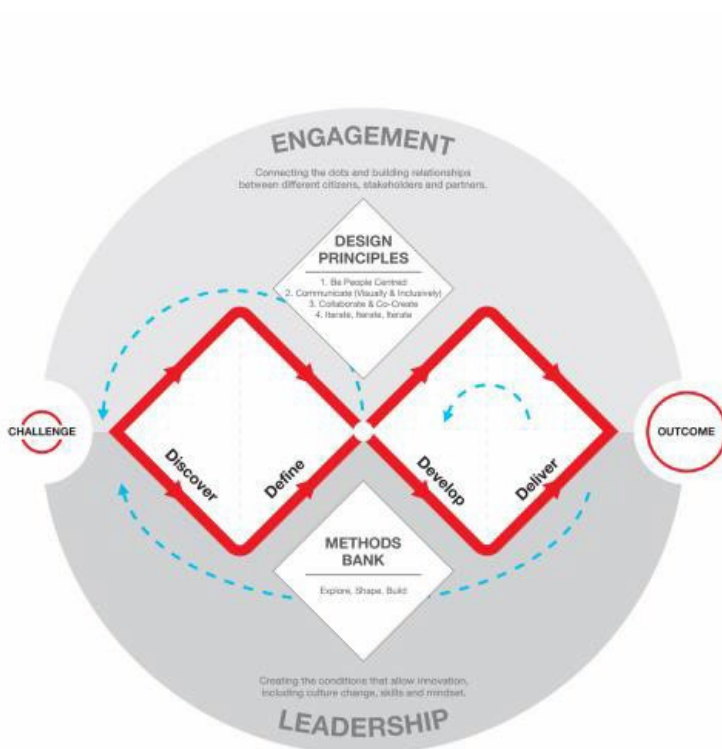 ENGAGEMENT
Connecting the dots and building relationships
between different citizens, stakeholders and partners.
DESIGN
PRINCIPLES
1. Be People Centred
2. Communicate (Visually & Inclusively)
3. Collaborate & Co-Create
4. Iterate, Iterate, Iterate
CHALLENGE
OUTCOME
Discover
Define
Develop
Deliver
METHODS
BANK
Explore, Shape, Build
Creating the conditions that allow innovation,
including culture change, skills and mindset.
LEADERSHIP